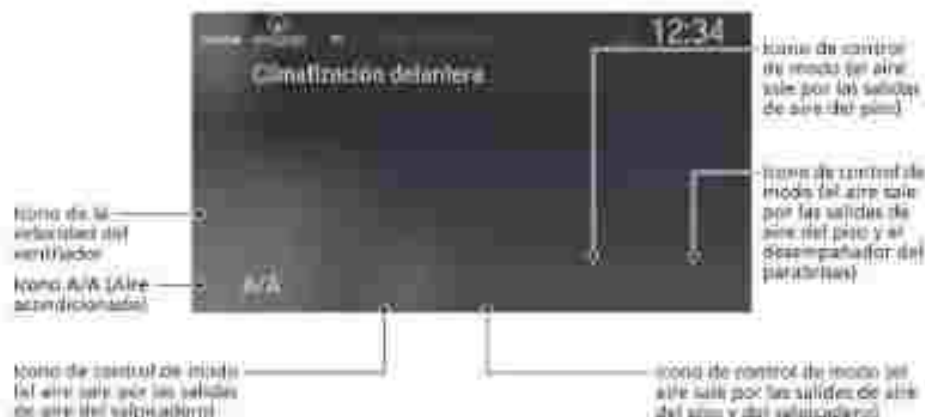 12:34
Climatización delantera
Icono de control
de modo (el aire
sale por las salidas
de aire del piso)
Icono de control de
modo (el aire sale
por las salidas de
aire del piso y el
desempañador del
parabrisas)
Icono de la
velocidad del
ventilador
Icono A/A (Aire
acondicionado)
A/A
Icono de control de modo
(el aire sale por las salidas
de aire del salpicadero)
Icono de control de modo (el
aire sale por las salidas de aire
del piso y del salpicadero)